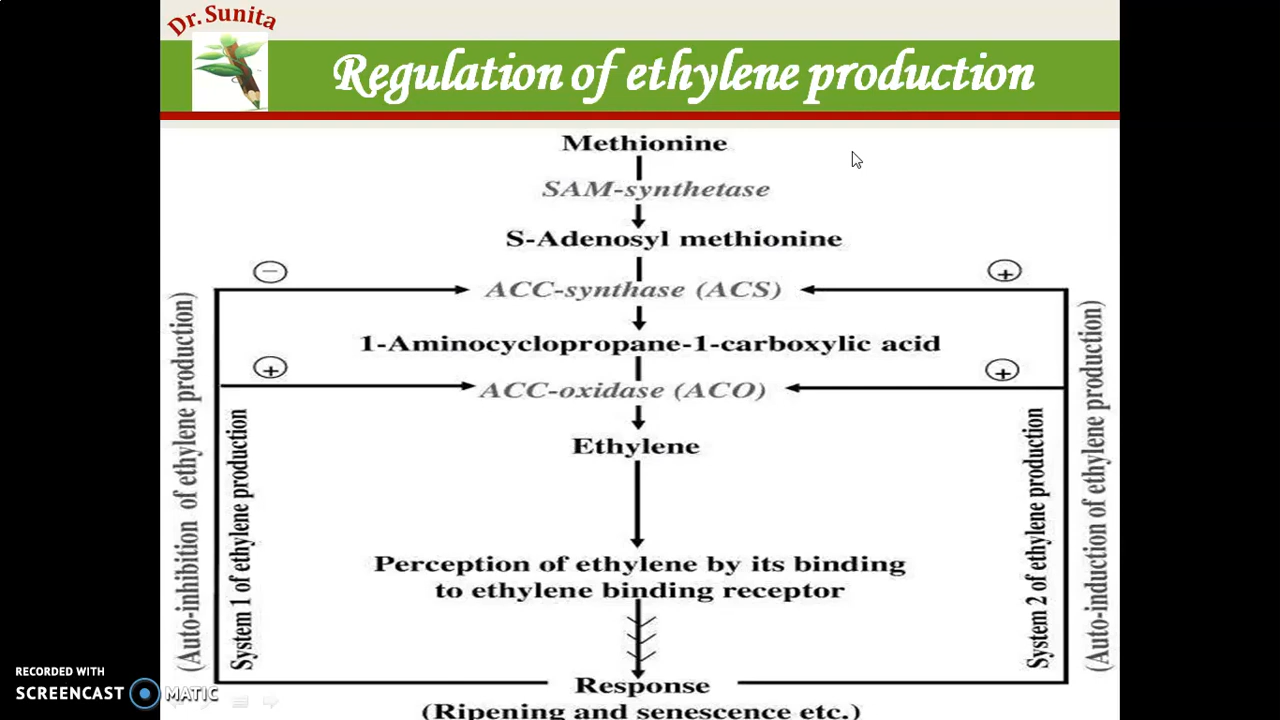 Dr. Sunita
Regulation of ethylene production
Methionine
SAM-synthetase
S-Adenosyl methionine
−
ACC-synthase (ACS)
+
1-Aminocyclopropane-1-carboxylic acid
+
ACC-oxidase (ACO)
+
Ethylene
(Auto-inhibition of ethylene production)
System 1 of ethylene production
System 2 of ethylene production
(Auto-induction of ethylene production)
Perception of ethylene by its binding
to ethylene binding receptor
Response
(Ripening and senescence etc.)
RECORDED WITH
SCREENCAST MATIC